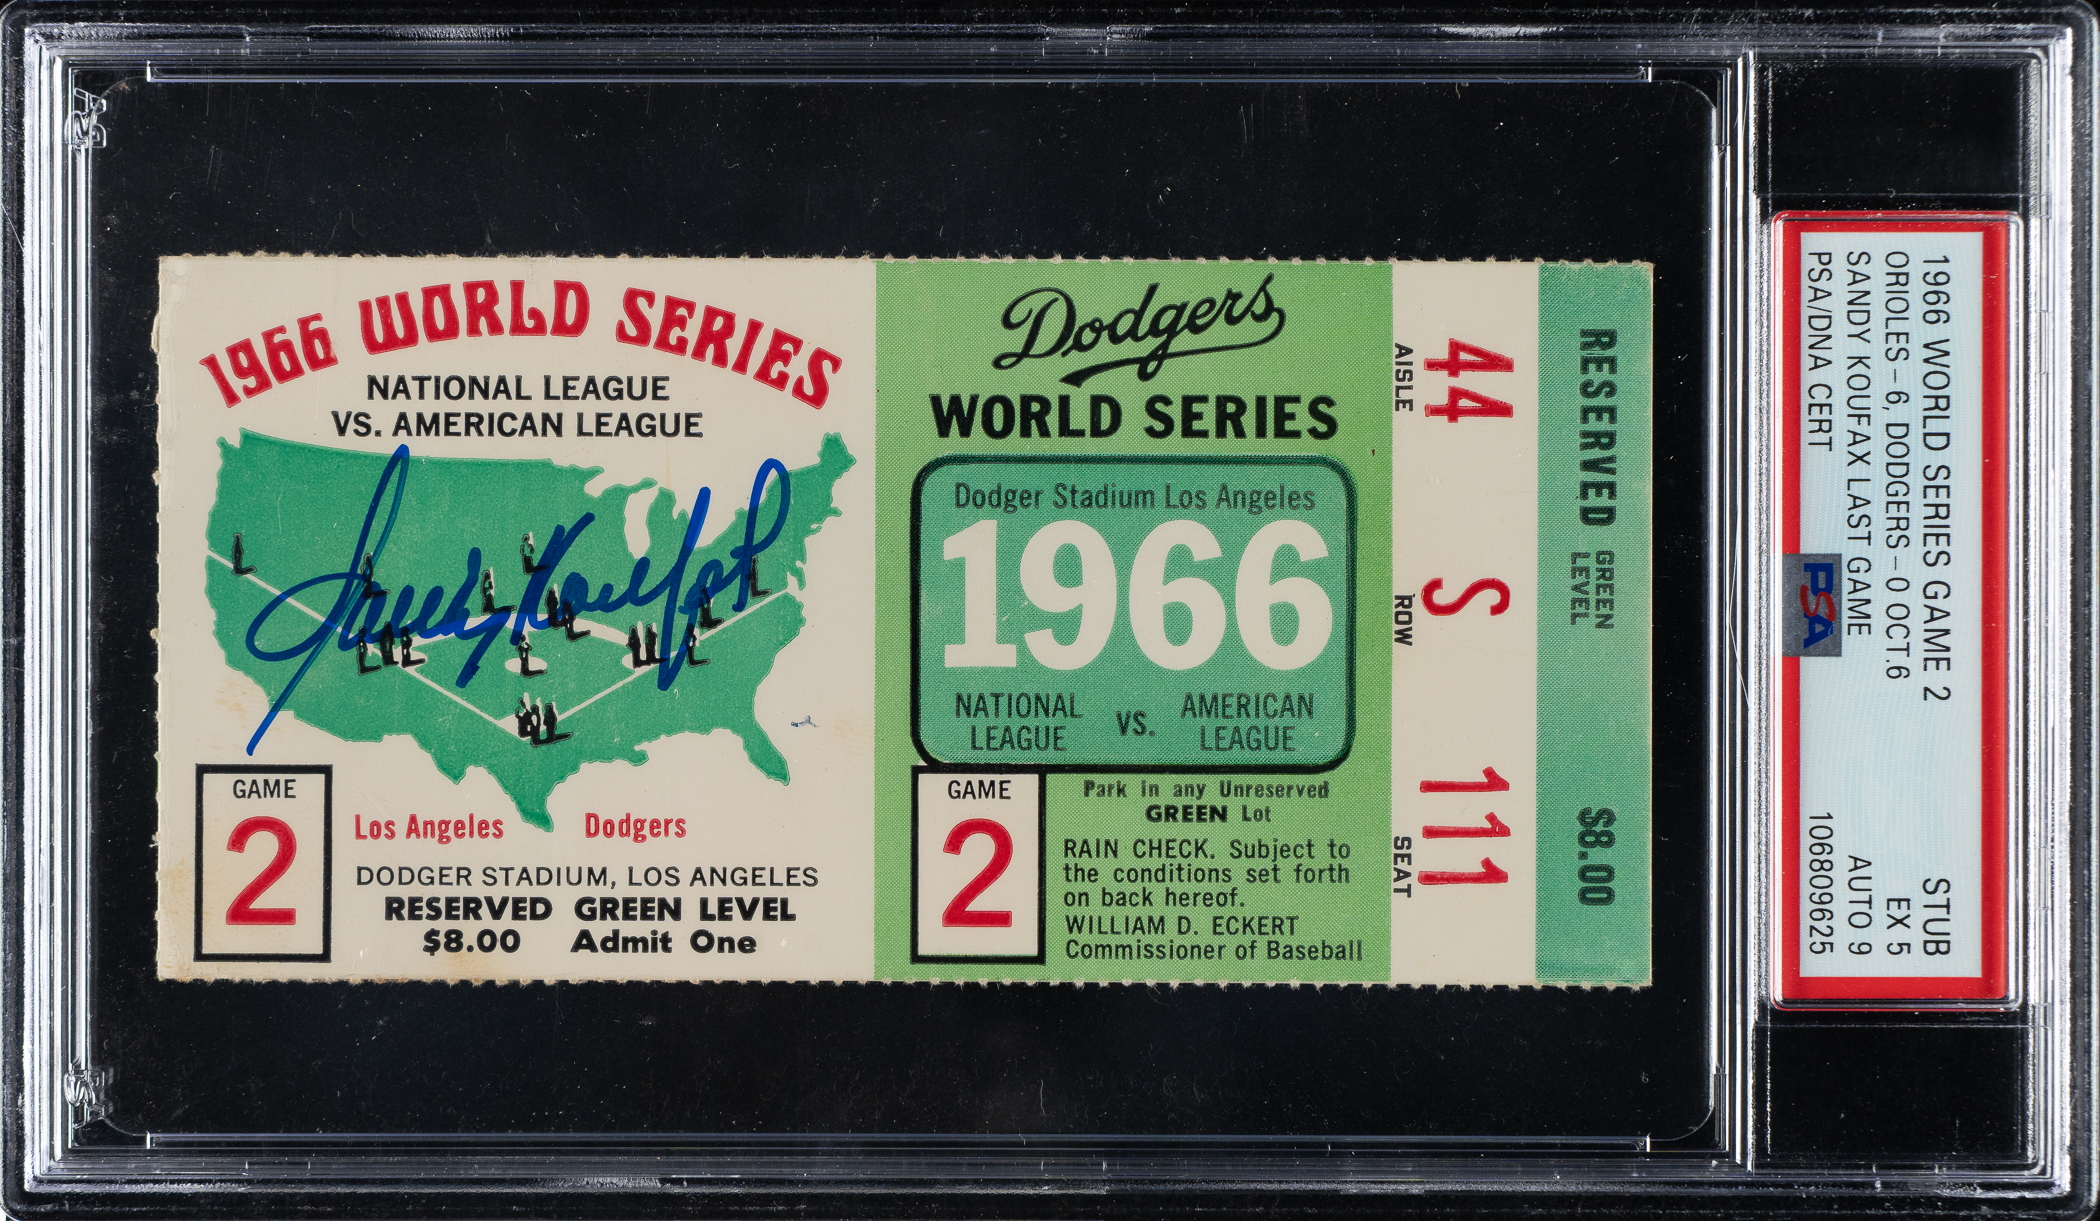 1966 WORLD SERIES
NATIONAL LEAGUE
VS. AMERICAN LEAGUE
Sandy Koufax
GAME
2
Los Angeles Dodgers
DODGER STADIUM, LOS ANGELES
RESERVED GREEN LEVEL
$8.00 Admit One
Dodgers
WORLD SERIES
Dodger Stadium Los Angeles
1966
NATIONAL
LEAGUE
VS.
AMERICAN
LEAGUE
GAME
2
Park in any Unreserved
GREEN Lot
RAIN CHECK. Subject to
the conditions set forth
on back hereof.
WILLIAM D. ECKERT
Commissioner of Baseball
AISLE 44
ROW S
SEAT 111
RESERVED
GREEN
LEVEL
$8.00
1966 WORLD SERIES GAME 2 STUB
ORIOLES-6, DODGERS-0 OCT.6 EX 5
SANDY KOUFAX LAST GAME AUTO 9
PSA/DNA CERT 106809625
PSA